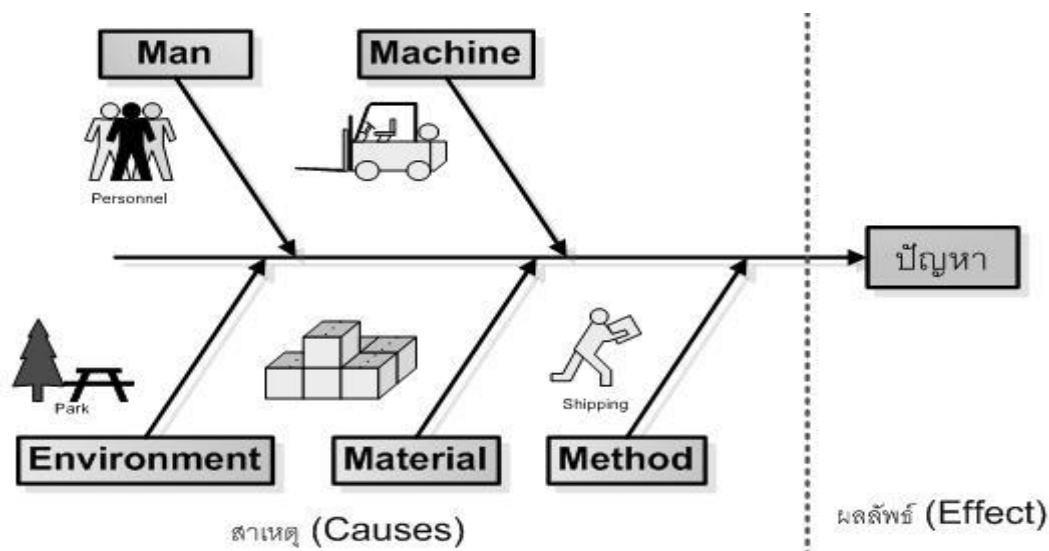 Man
Machine
Personnel
ปัญหา
Park
Shipping
Environment
Material
Method
สาเหตุ (Causes)
ผลลัพธ์ (Effect)